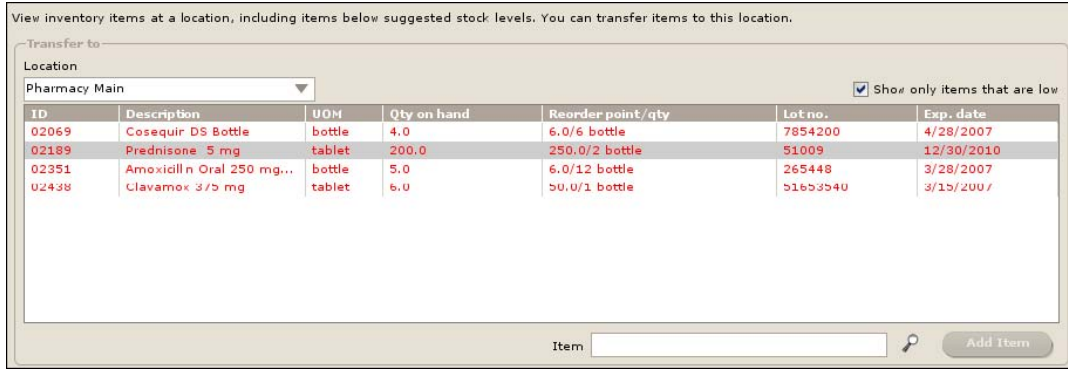 View inventory items at a location, including items below suggested stock levels. You can transfer items to this location.
Transfer to
Location
Pharmacy Main Show only items that are low
ID Description UOM Qty on hand Reorder point/qty Lot no. Exp. date
02069 Cosequir DS Bottle bottle 4.0 6.0/6 bottle 7854200 4/28/2007
02189 Prednisone 5 mg tablet 200.0 250.0/2 bottle 51009 12/30/2010
02351 Amoxicillin Oral 250 mg... bottle 5.0 6.0/12 bottle 265448 3/28/2007
02438 Clavamox 375 mg tablet 6.0 50.0/1 bottle 51653540 3/15/2007
Item Add Item